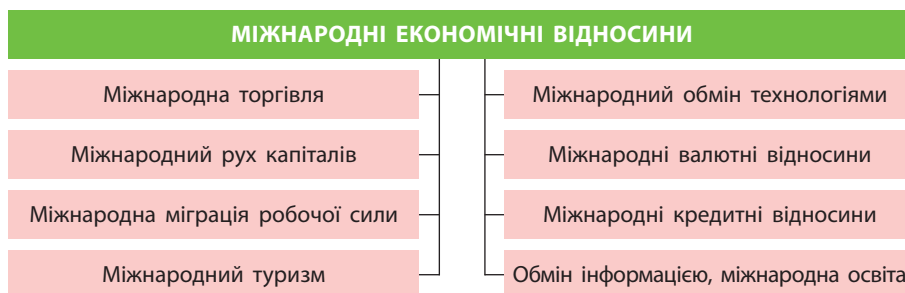 МІЖНАРОДНІ ЕКОНОМІЧНІ ВІДНОСИНИ
Міжнародна торгівля
Міжнародний рух капіталів
Міжнародна міграція робочої сили
Міжнародний туризм
Міжнародний обмін технологіями
Міжнародні валютні відносини
Міжнародні кредитні відносини
Обмін інформацією, міжнародна освіта